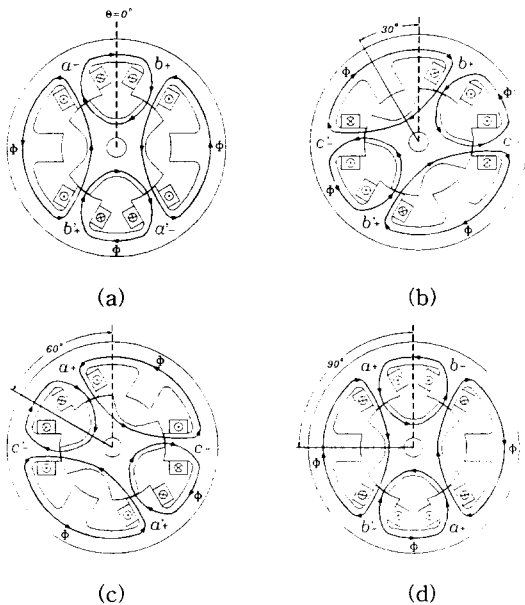 θ=0°
a- b+
Φ Φ
b'+ a'-
Φ
(a)
30°
Φ b+
Φ
c'- c-
Φ
b'+ Φ
(b)
60°
a+ Φ
c'- c-
Φ
Φ a'+
(c)
90°
a+ b-
Φ Φ
b'- a+
Φ
(d)